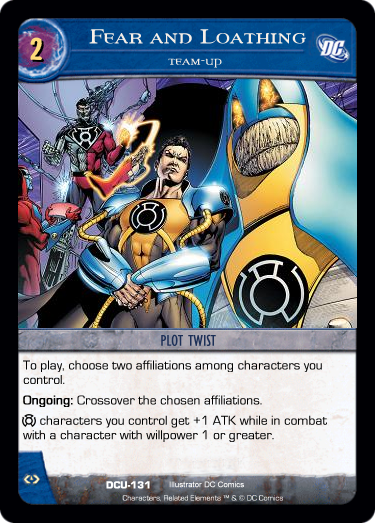 2
FEAR AND LOATHING
TEAM-UP
DC
PLOT TWIST
To play, choose two affiliations among characters you
control.
Ongoing: Crossover the chosen affiliations.
characters you control get +1 ATK while in combat
with a character with willpower 1 or greater.
DCU-131 Illustrator DC Comics
Characters, Related Elements ™ & © DC Comics